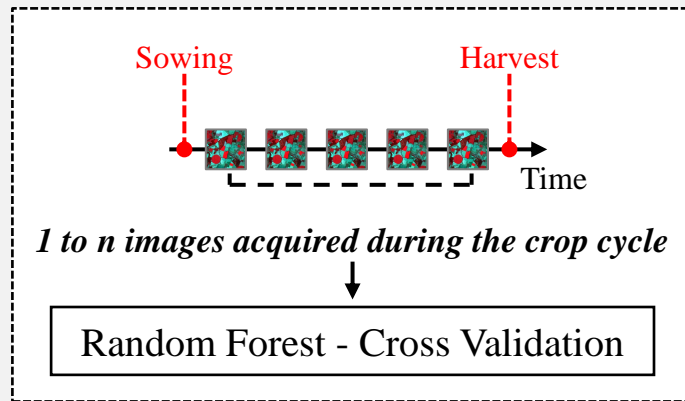 Sowing Harvest
Time
1 to n images acquired during the crop cycle
Random Forest - Cross Validation